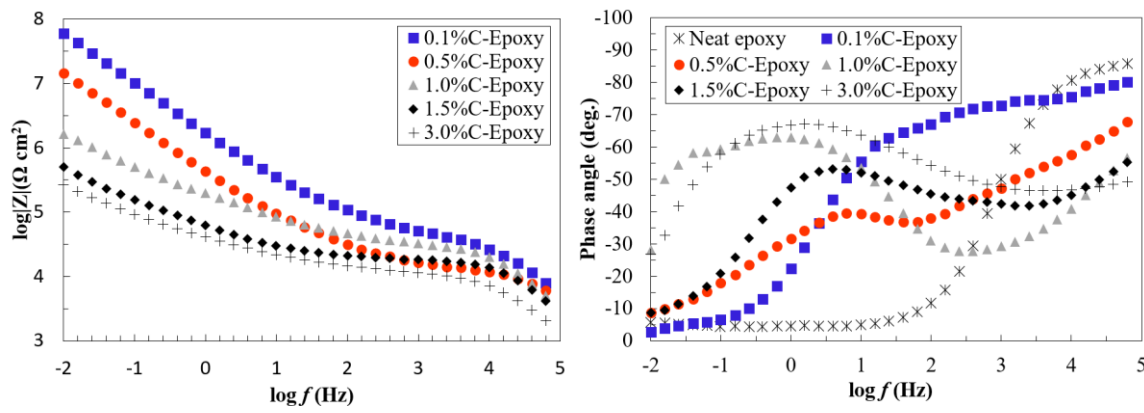 8
7
6
5
4
3
-2
-1
0
1
2
3
4
5
log|Z|(Ω cm²)
log f (Hz)
0.1%C-Epoxy
0.5%C-Epoxy
1.0%C-Epoxy
1.5%C-Epoxy
3.0%C-Epoxy
-100
-90
-80
-70
-60
-50
-40
-30
-20
-10
0
-2
-1
0
1
2
3
4
5
Phase angle (deg.)
log f (Hz)
Neat epoxy 0.1%C-Epoxy
0.5%C-Epoxy 1.0%C-Epoxy
1.5%C-Epoxy 3.0%C-Epoxy